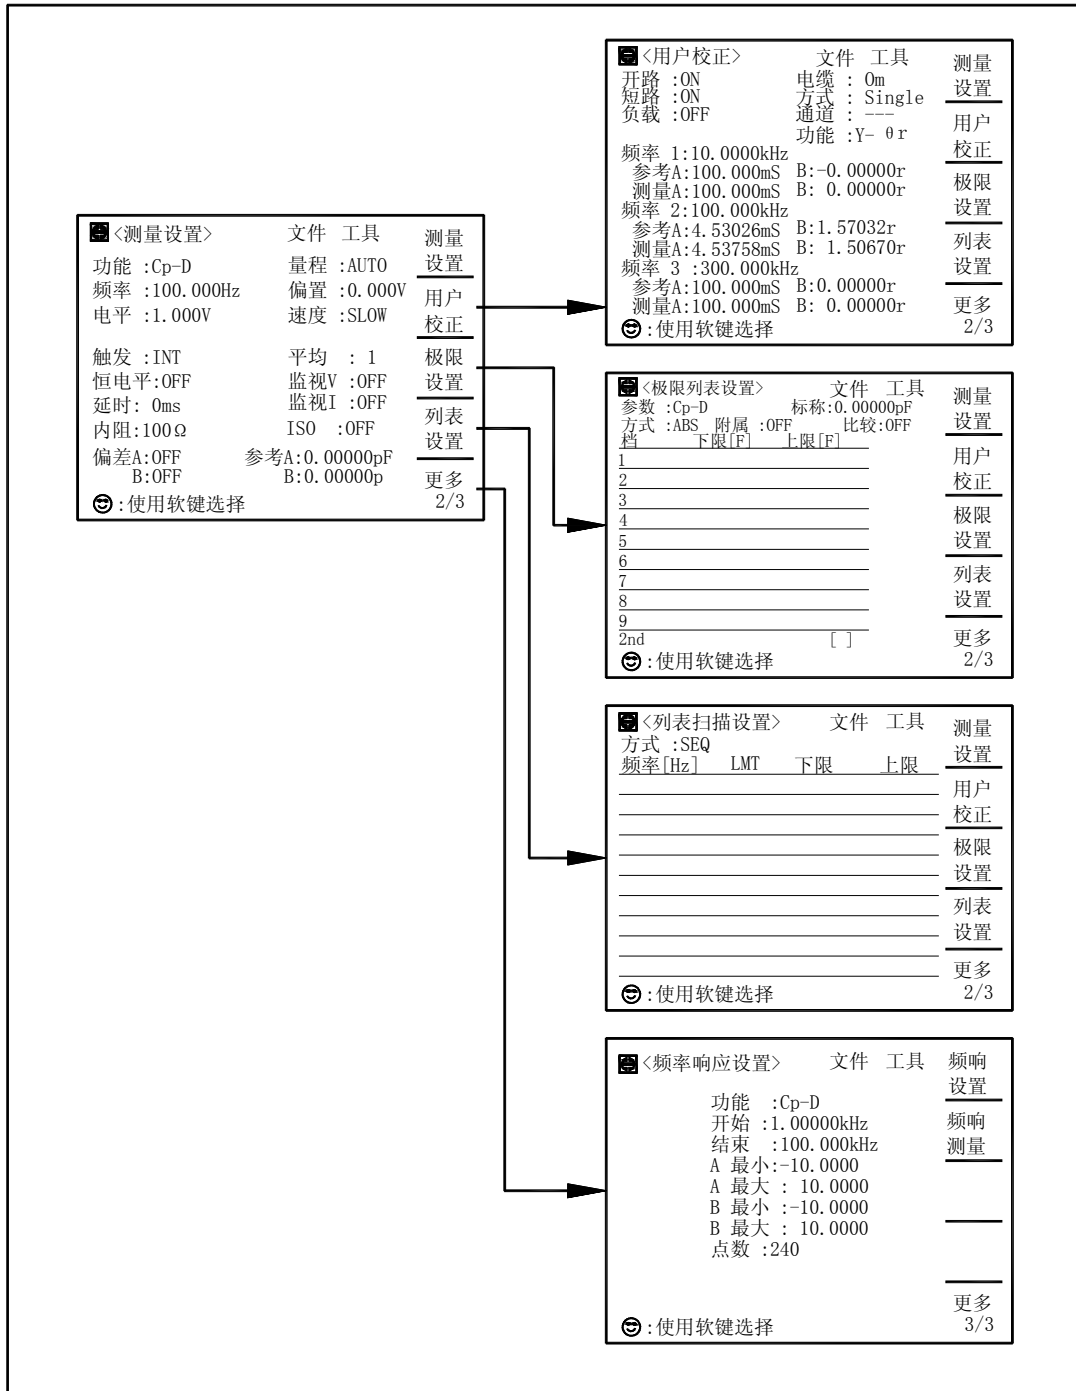 <测量设置> 文件 工具
功能 :Cp-D 量程 :AUTO
频率 :100.000Hz 偏置 :0.000V
电平 :1.000V 速度 :SLOW
触发 :INT 平均 : 1
恒电平:OFF 监视V :OFF
延时: 0ms 监视I :OFF
内阻:100Ω ISO :OFF
偏差A:OFF 参考A:0.00000pF
B:OFF B:0.00000p
:使用软键选择
测量
设置
用户
校正
极限
设置
列表
设置
更多
2/3
<用户校正> 文件 工具
开路 :ON 电缆 : 0m
短路 :ON 方式 : Single
负载 :OFF 通道 : ---
功能 :Y- θr
频率 1:10.0000kHz
参考A:100.000mS B:-0.00000r
测量A:100.000mS B: 0.00000r
频率 2:100.000kHz
参考A:4.53026mS B:1.57032r
测量A:4.53758mS B: 1.50670r
频率 3 :300.000kHz
参考A:100.000mS B:0.00000r
测量A:100.000mS B: 0.00000r
:使用软键选择
测量
设置
用户
校正
极限
设置
列表
设置
更多
2/3
<极限列表设置> 文件 工具
参数 :Cp-D 标称:0.00000pF
方式 :ABS 附属 :OFF 比较:OFF
档 下限[F] 上限[F]
1
2
3
4
5
6
7
8
9
2nd [ ]
:使用软键选择
测量
设置
用户
校正
极限
设置
列表
设置
更多
2/3
<列表扫描设置> 文件 工具
方式 :SEQ
频率[Hz] LMT 下限 上限
:使用软键选择
测量
设置
用户
校正
极限
设置
列表
设置
更多
2/3
<频率响应设置> 文件 工具
功能 :Cp-D
开始 :1.00000kHz
结束 :100.000kHz
A 最小:-10.0000
A 最大 : 10.0000
B 最小 :-10.0000
B 最大 : 10.0000
点数 :240
:使用软键选择
频响
设置
频响
测量
更多
3/3